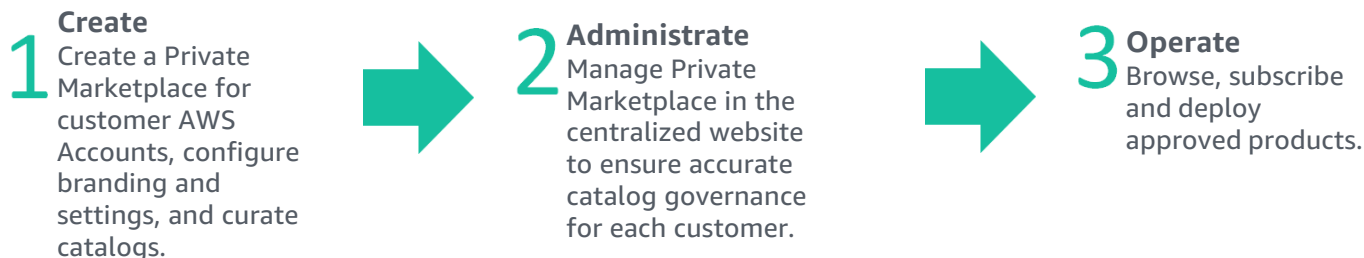 1
Create
Create a Private
Marketplace for
customer AWS
Accounts, configure
branding and
settings, and curate
catalogs.
2
Administrate
Manage Private
Marketplace in the
centralized website
to ensure accurate
catalog governance
for each customer.
3
Operate
Browse, subscribe
and deploy
approved products.